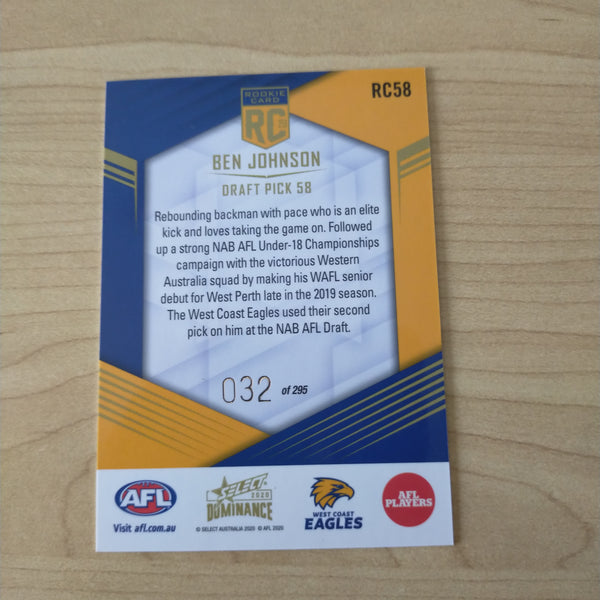 RC58
ROOKIE
CARD
RC
BEN JOHNSON
DRAFT PICK 58
Rebounding backman with pace who is an elite
kick and loves taking the game on. Followed
up a strong NAB AFL Under-18 Championships
campaign with the victorious Western
Australia squad by making his WAFL senior
debut for West Perth late in the 2019 season.
The West Coast Eagles used their second
pick on him at the NAB AFL Draft.
032 of 295
AFL
Visit afl.com.au
SELECT
2020
DOMINANCE
© SELECT AUSTRALIA 2020 © AFL 2020
WEST COAST
EAGLES
AFL
PLAYERS